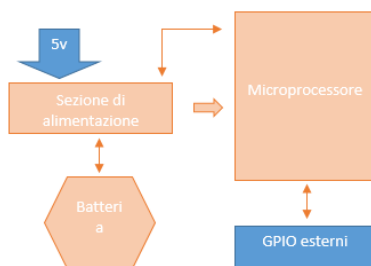 5v
Sezione di
alimentazione
Microprocessore
Batteri
a
GPIO esterni